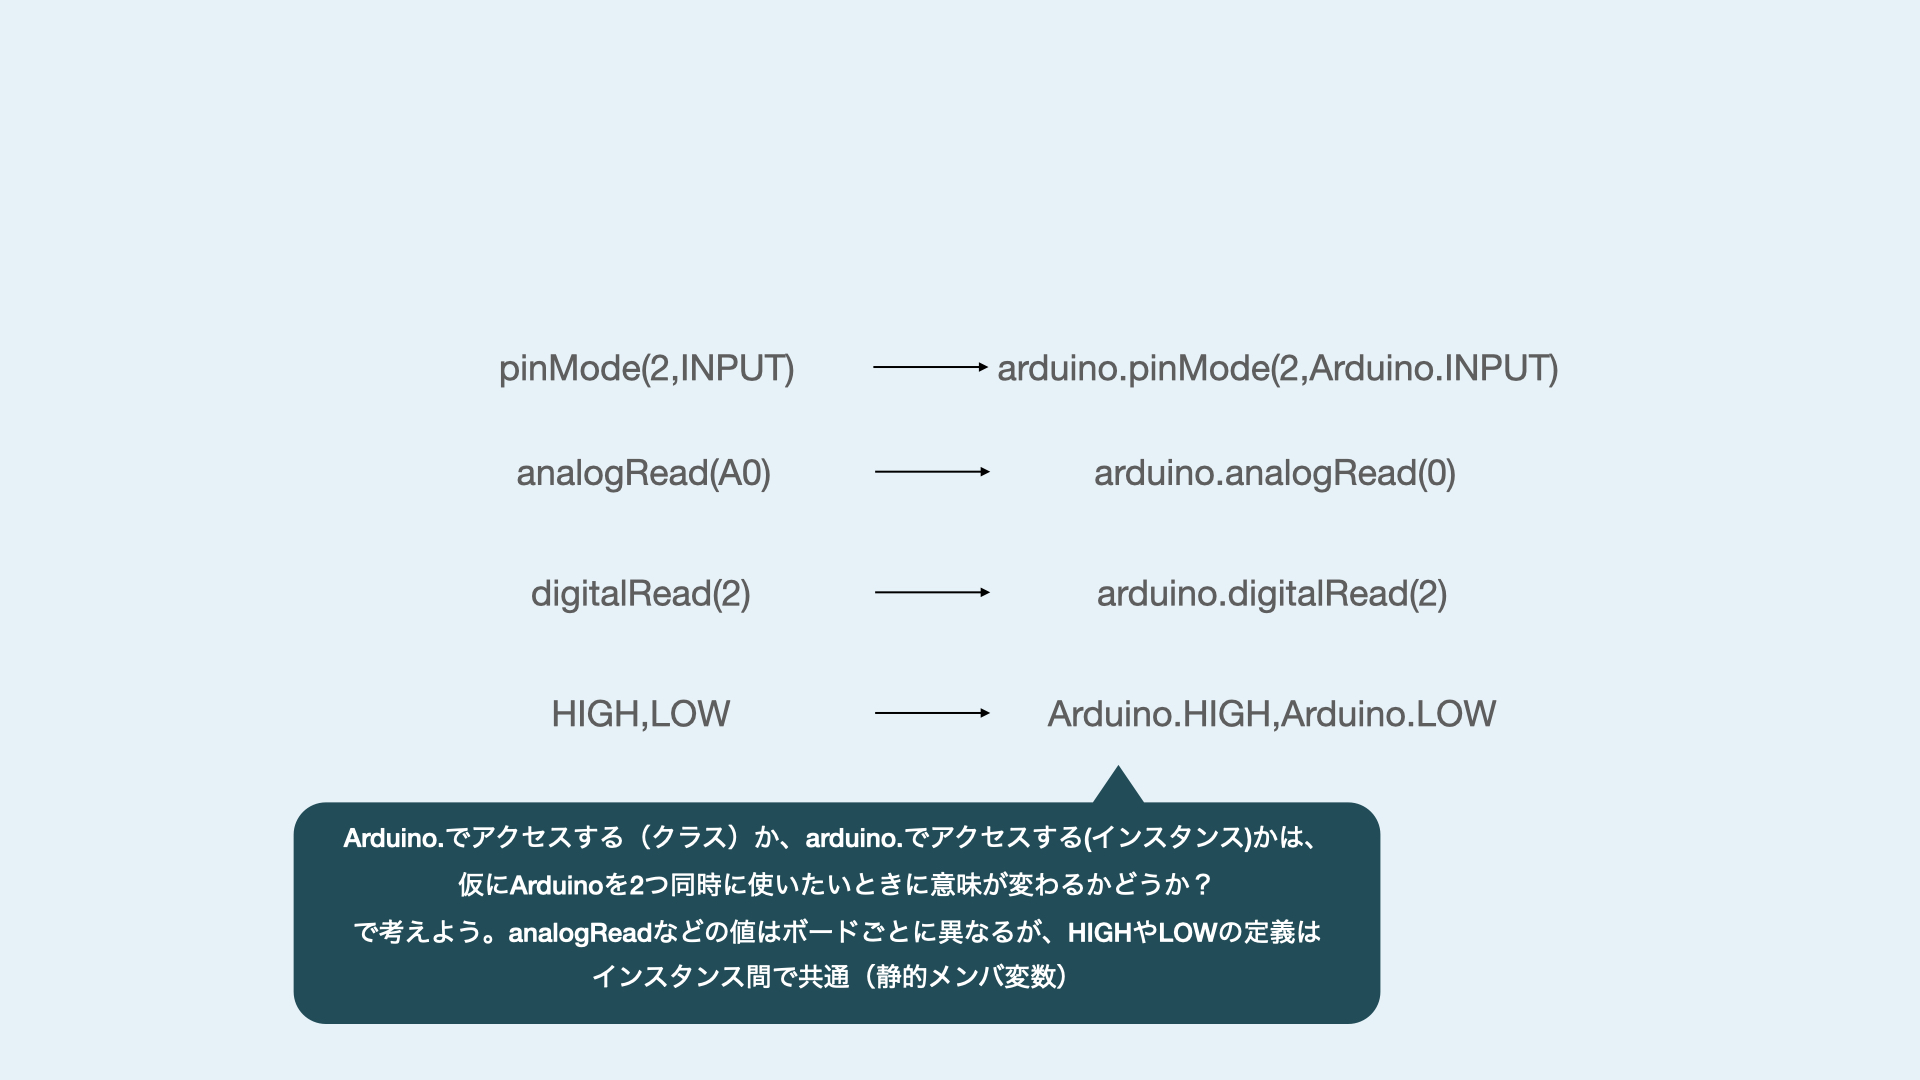 pinMode(2,INPUT) arduino.pinMode(2,Arduino.INPUT)
analogRead(A0) arduino.analogRead(0)
digitalRead(2) arduino.digitalRead(2)
HIGH,LOW Arduino.HIGH,Arduino.LOW
Arduino.でアクセスする（クラス）か、arduino.でアクセスする(インスタンス)かは、
仮にArduinoを2つ同時に使いたいときに意味が変わるかどうか？
で考えよう。analogReadなどの値はボードごとに異なるが、HIGHやLOWの定義は
インスタンス間で共通（静的メンバ変数）